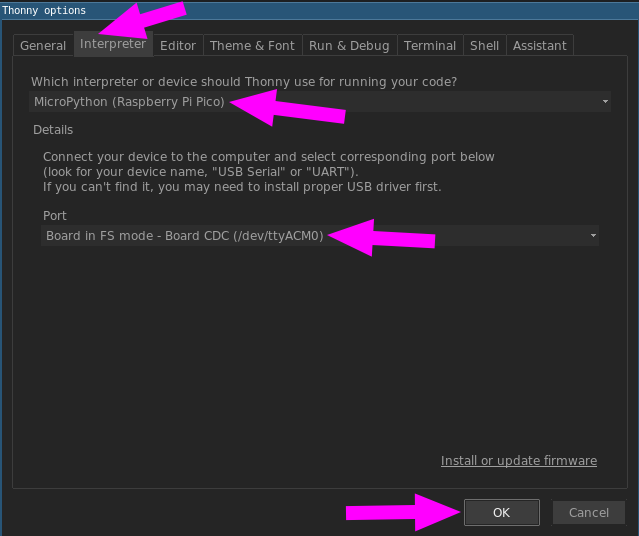 Thonny options
General Interpreter Editor Theme & Font Run & Debug Terminal Shell Assistant
Which interpreter or device should Thonny use for running your code?
MicroPython (Raspberry Pi Pico)
Details
Connect your device to the computer and select corresponding port below
(look for your device name, "USB Serial" or "UART").
If you can't find it, you may need to install proper USB driver first.
Port
Board in FS mode - Board CDC (/dev/ttyACM0)
Install or update firmware
OK Cancel